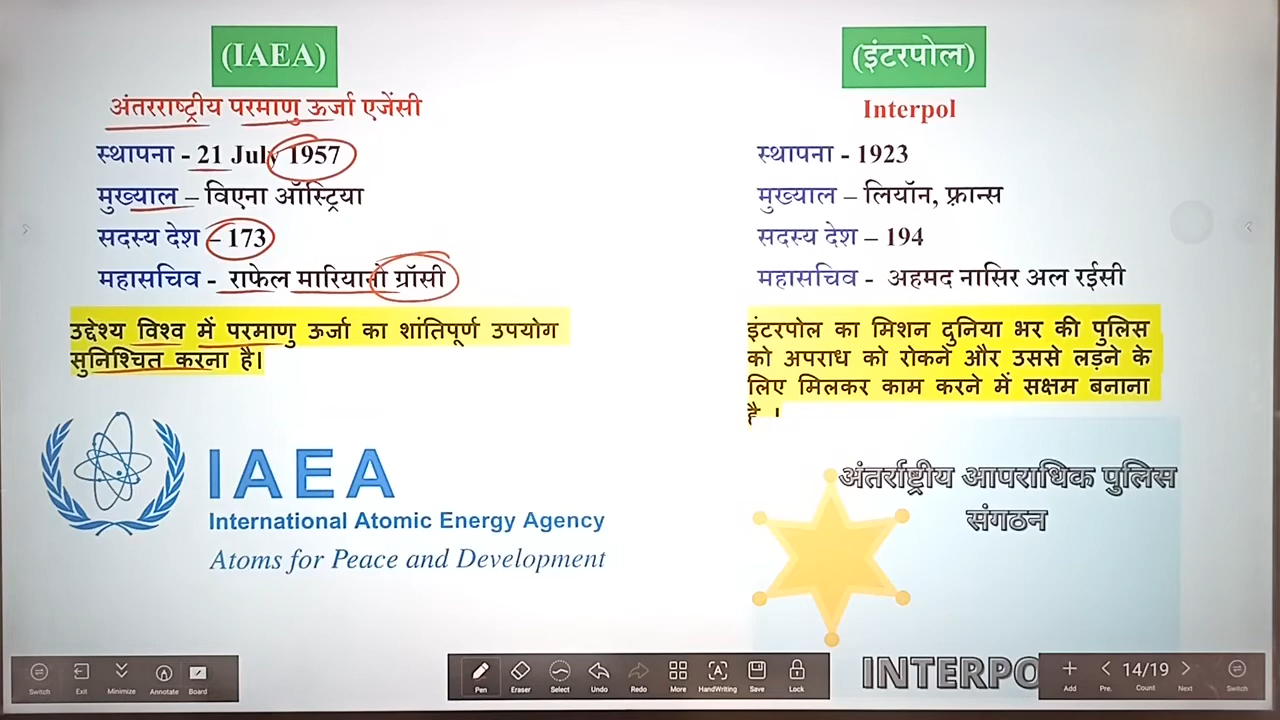 (IAEA)
अंतरराष्ट्रीय परमाणु ऊर्जा एजेंसी
स्थापना - 21 July 1957
मुख्याल – विएना ऑस्ट्रिया
सदस्य देश – 173
महासचिव - राफेल मारियानो ग्रॉसी
उद्देश्य विश्व में परमाणु ऊर्जा का शांतिपूर्ण उपयोग
सुनिश्चित करना है।
IAEA
International Atomic Energy Agency
Atoms for Peace and Development
(इंटरपोल)
Interpol
स्थापना - 1923
मुख्याल – लियॉन, फ़्रान्स
सदस्य देश – 194
महासचिव - अहमद नासिर अल रईसी
इंटरपोल का मिशन दुनिया भर की पुलिस
को अपराध को रोकने और उससे लड़ने के
लिए मिलकर काम करने में सक्षम बनाना
है ।
अंतर्राष्ट्रीय आपराधिक पुलिस
संगठन
INTERPO
Switch Exit Minimize Annotate Board
Pen Eraser Select Undo Redo More HandWriting Save Lock
Add Pre. 14/19 Count Next Switch